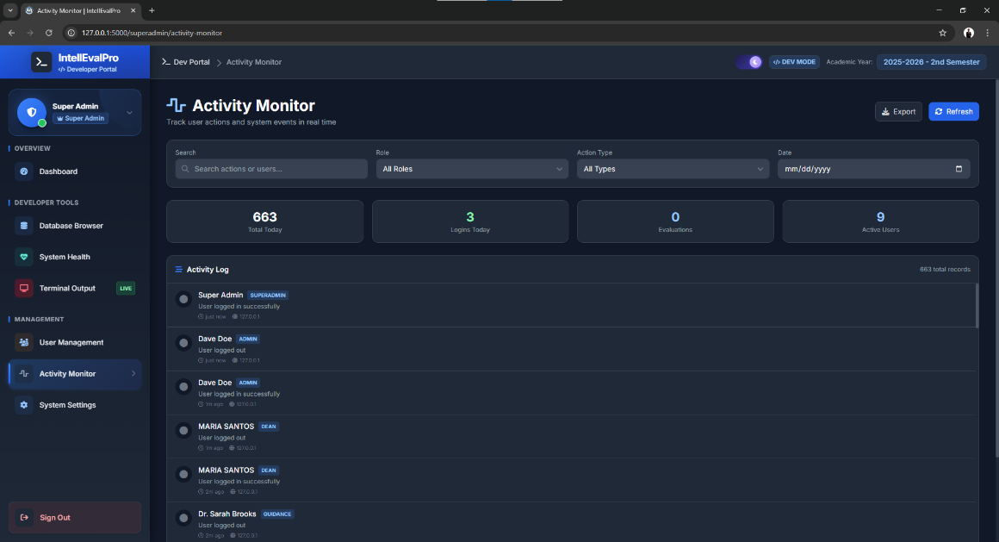 Activity Monitor | IntellEvalPro
127.0.0.1:5000/superadmin/activity-monitor
IntellEvalPro
</> Developer Portal
Super Admin
Super Admin
OVERVIEW
Dashboard
DEVELOPER TOOLS
Database Browser
System Health
Terminal Output LIVE
MANAGEMENT
User Management
Activity Monitor
System Settings
Sign Out
Dev Portal Activity Monitor
</> DEV MODE Academic Year: 2025-2026 - 2nd Semester
Activity Monitor
Track user actions and system events in real time
Export Refresh
Search Role Action Type Date
Search actions or users... All Roles All Types mm/dd/yyyy
663 3 0 9
Total Today Logins Today Evaluations Active Users
Activity Log 663 total records
Super Admin SUPERADMIN
User logged in successfully
just now 127.0.0.1
Dave Doe ADMIN
User logged out
just now 127.0.0.1
Dave Doe ADMIN
User logged in successfully
1m ago 127.0.0.1
MARIA SANTOS DEAN
User logged out
1m ago 127.0.0.1
MARIA SANTOS DEAN
User logged in successfully
2m ago 127.0.0.1
Dr. Sarah Brooks GUIDANCE
User logged out
2m ago 127.0.0.1